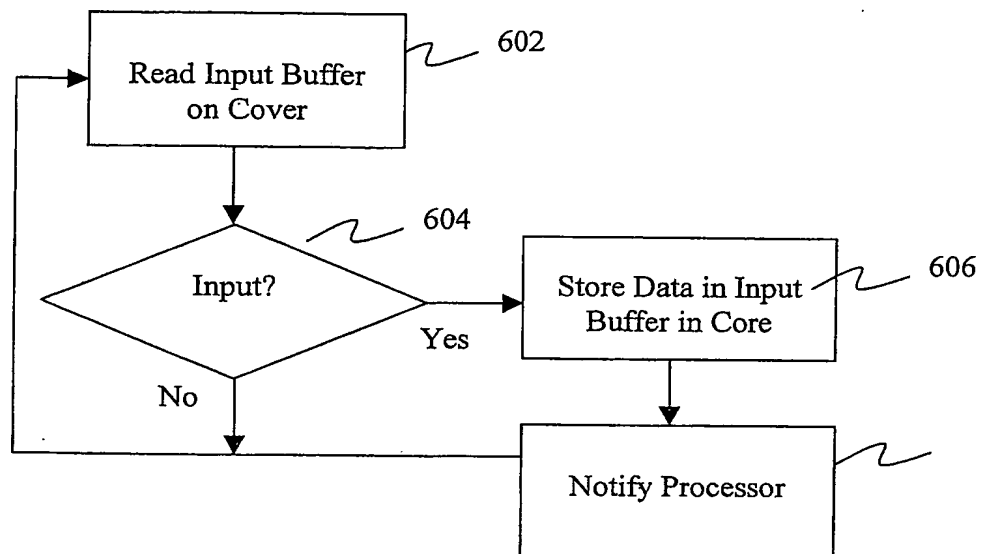 602
Read Input Buffer
on Cover
604
Input?
606
Store Data in Input
Buffer in Core
Yes
No
Notify Processor